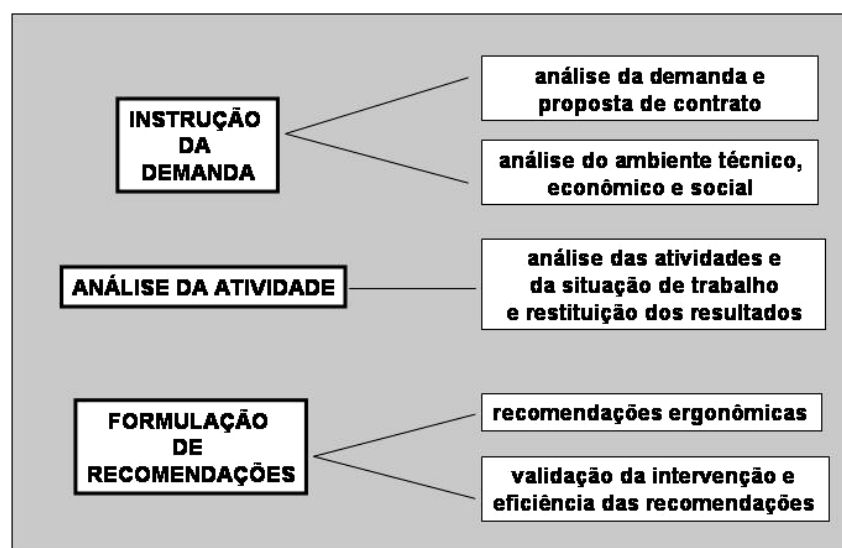 INSTRUÇÃO
DA
DEMANDA
análise da demanda e
proposta de contrato
análise do ambiente técnico,
econômico e social
ANÁLISE DA ATIVIDADE
análise das atividades e
da situação de trabalho
e restituição dos resultados
FORMULAÇÃO
DE
RECOMENDAÇÕES
recomendações ergonômicas
validação da intervenção e
eficiência das recomendações